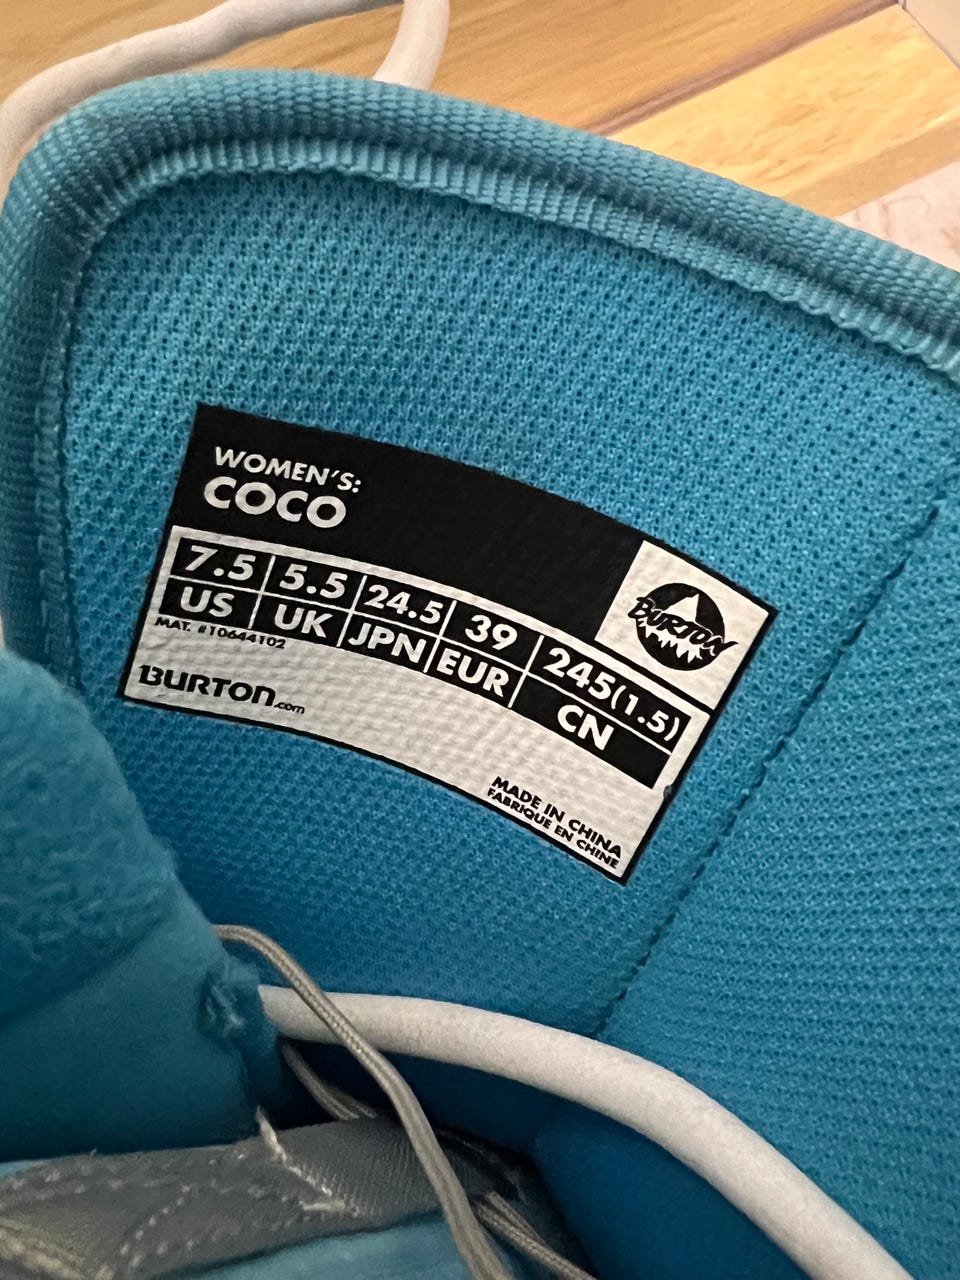 WOMEN'S:
COCO
BURTON
7.5 5.5 24.5 39 245(1.5)
US UK JPN EUR CN
MAT. #10644102
BURTON.com
MADE IN CHINA
FABRIQUE EN CHINE